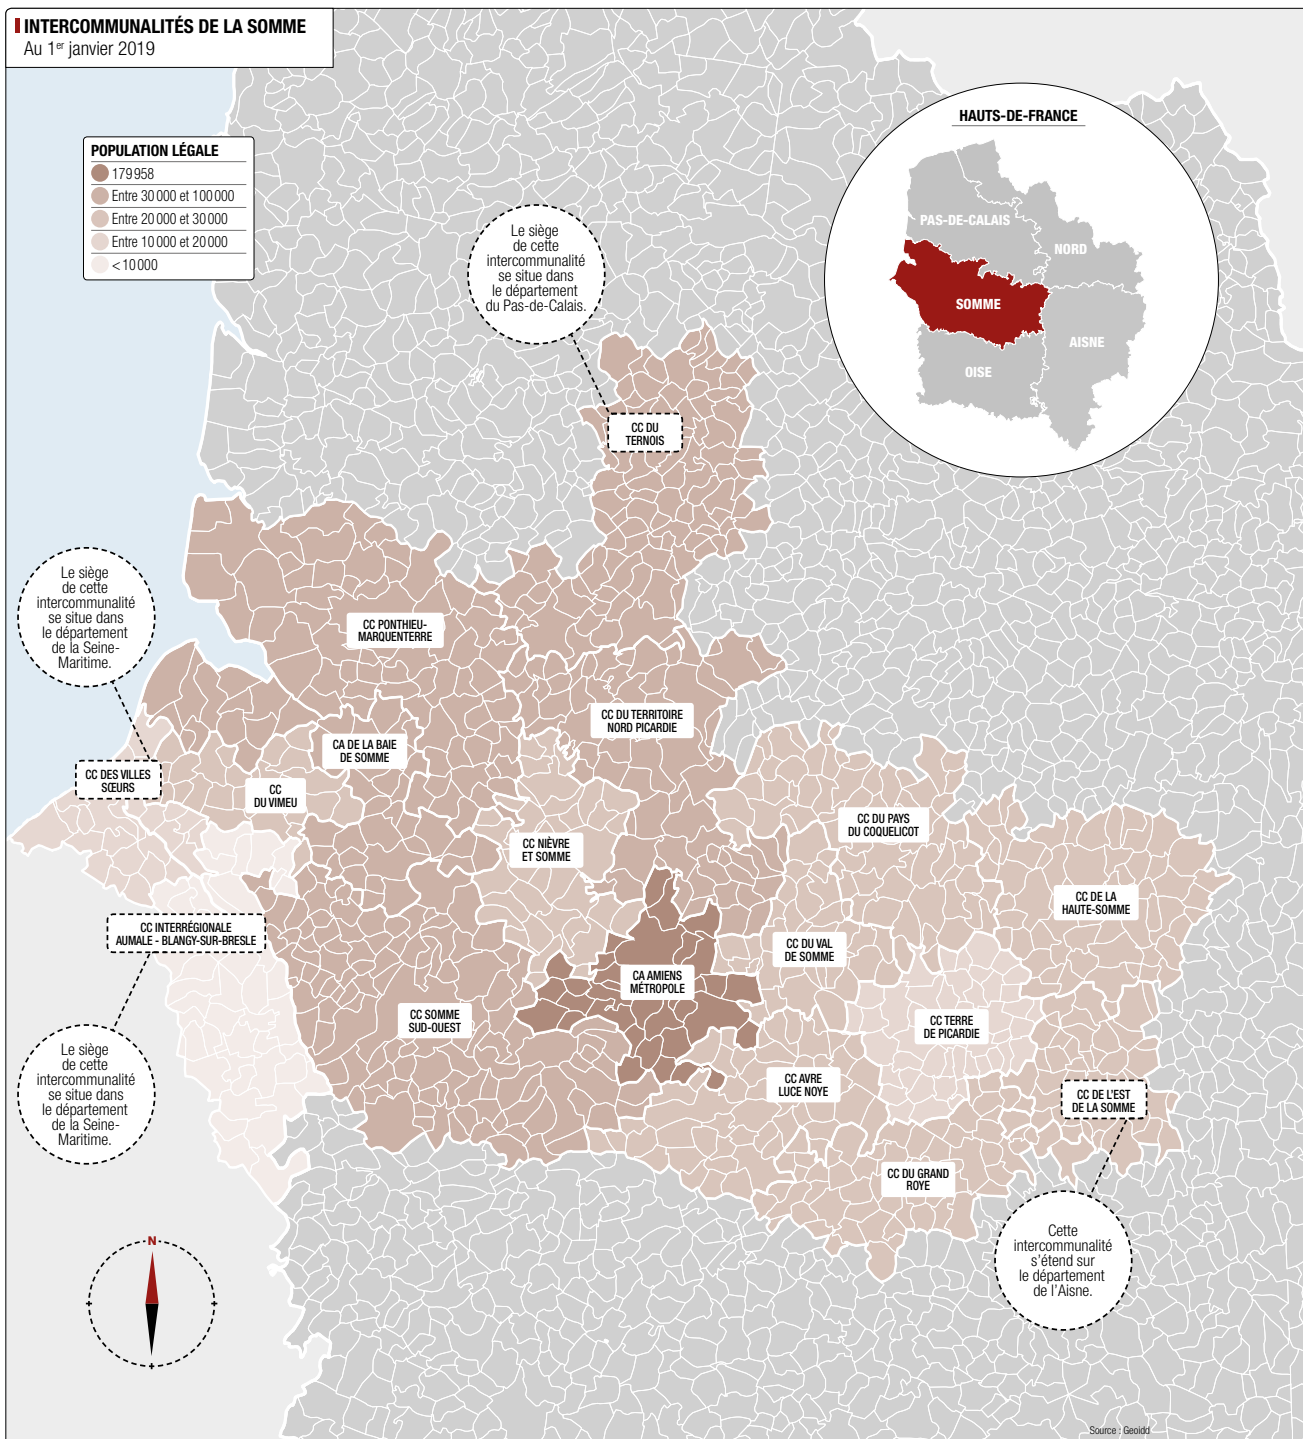 INTERCOMMUNALITÉS DE LA SOMME
Au 1er janvier 2019
POPULATION LÉGALE
179 958
Entre 30 000 et 100 000
Entre 20 000 et 30 000
Entre 10 000 et 20 000
< 10 000
HAUTS-DE-FRANCE
PAS-DE-CALAIS
NORD
SOMME
AISNE
OISE
Le siège
de cette
intercommunalité
se situe dans
le département
du Pas-de-Calais.
CC DU
TERNOIS
Le siège
de cette
intercommunalité
se situe dans
le département
de la Seine-
Maritime.
CC PONTHIEU-
MARQUENTERRE
CC DU TERRITOIRE
NORD PICARDIE
CA DE LA BAIE
DE SOMME
CC DES VILLES
SŒURS
CC
DU VIMEU
CC DU PAYS
DU COQUELICOT
CC NIÈVRE
ET SOMME
CC DE LA
HAUTE-SOMME
CC INTERRÉGIONALE
AUMALE - BLANGY-SUR-BRESLE
CC DU VAL
DE SOMME
CA AMIENS
MÉTROPOLE
CC SOMME
SUD-OUEST
CC TERRE
DE PICARDIE
Le siège
de cette
intercommunalité
se situe dans
le département
de la Seine-
Maritime.
CC AVRE
LUCE NOYE
CC DE L'EST
DE LA SOMME
CC DU GRAND
ROYE
Cette
intercommunalité
s'étend sur
le département
de l'Aisne.
N
Source : Geoidd